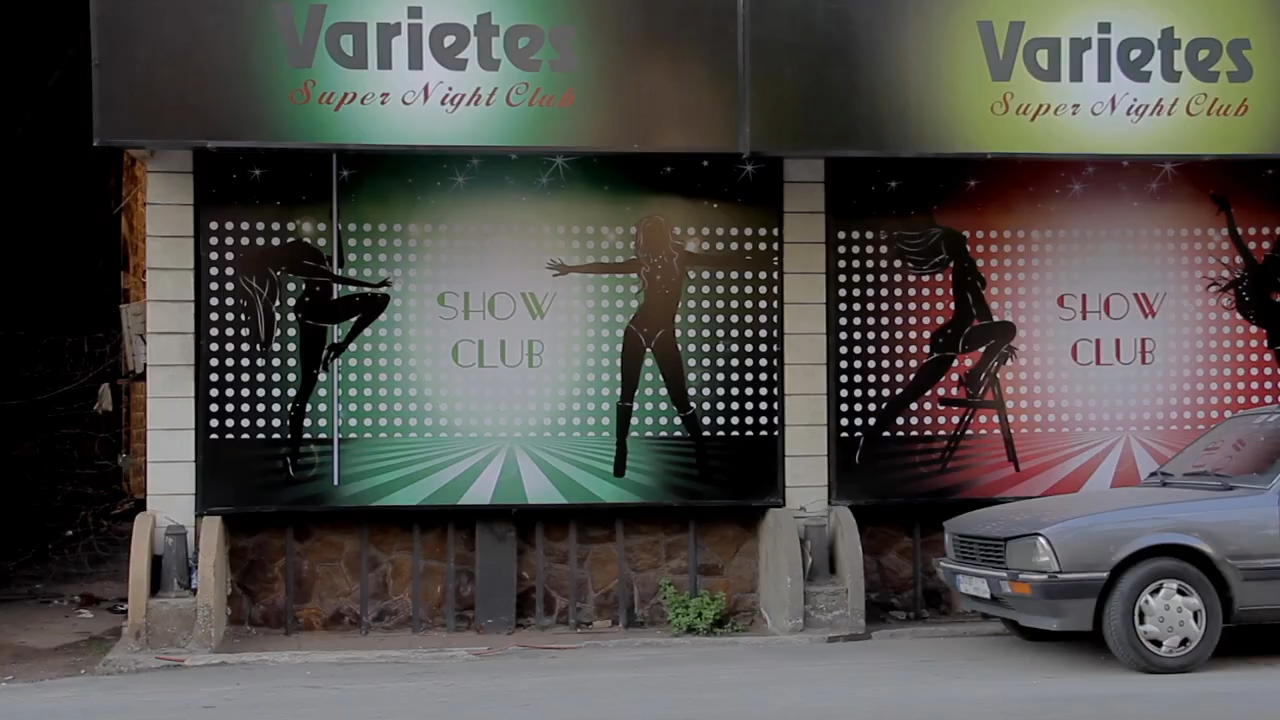 Varietes
Super Night Club
Varietes
Super Night Club
SHOW
CLUB
SHOW
CLUB